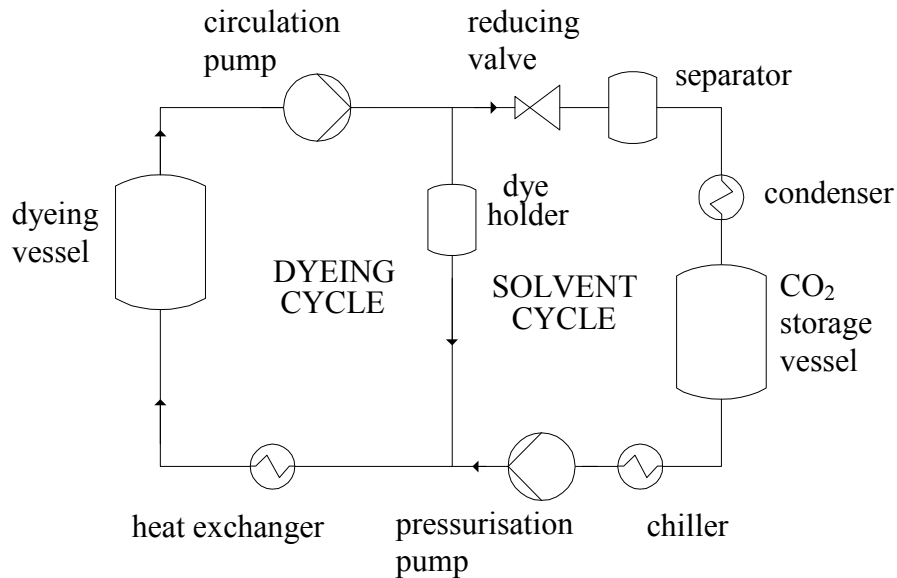 circulation
pump
reducing
valve
separator
dyeing
vessel
dye
holder
condenser
DYEING
CYCLE
SOLVENT
CYCLE
CO₂
storage
vessel
heat exchanger
pressurisation
pump
chiller